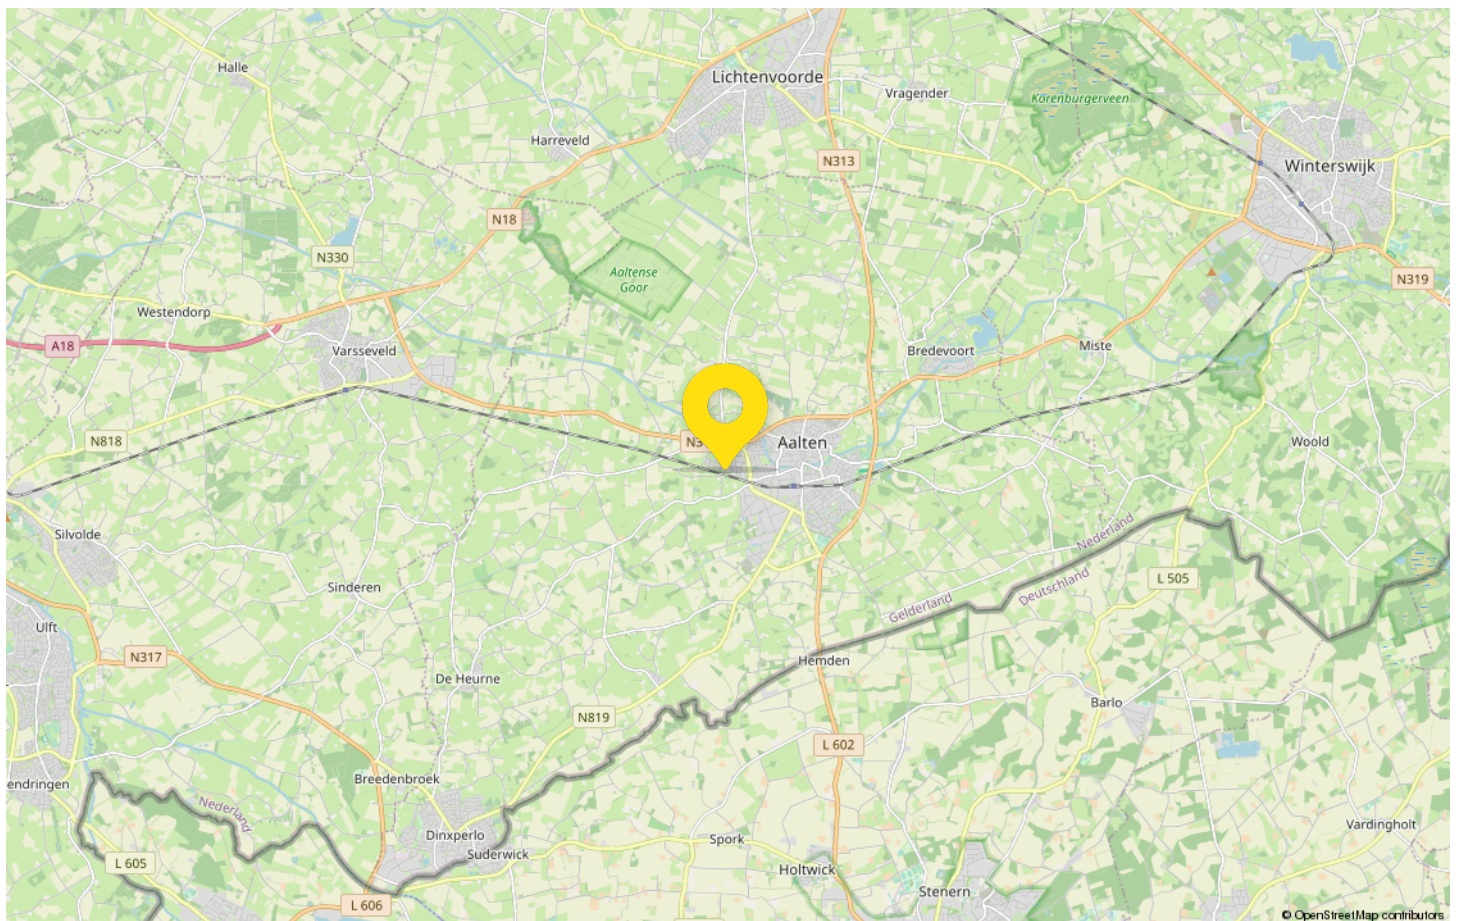 Halle
Lichtenvoorde
Vragender
Korenburgerveen
Harreveld
N313
Winterswijk
N18
N330
Aaltense
Goor
N319
Westendorp
A18
Varsseveld
Bredevoort
Miste
N818
Aalten
Woold
Silvolde
Nederland
Sinderen
Deutschland
L 505
Gelderland
Ulft
N317
Hemden
De Heurne
Barlo
N819
L 602
Breedenbroek
endringen
Nederland
Dinxperlo
Vardingholt
Spork
Suderwick
L 605
Holtwick
Stenern
L 606
© OpenStreetMap contributors